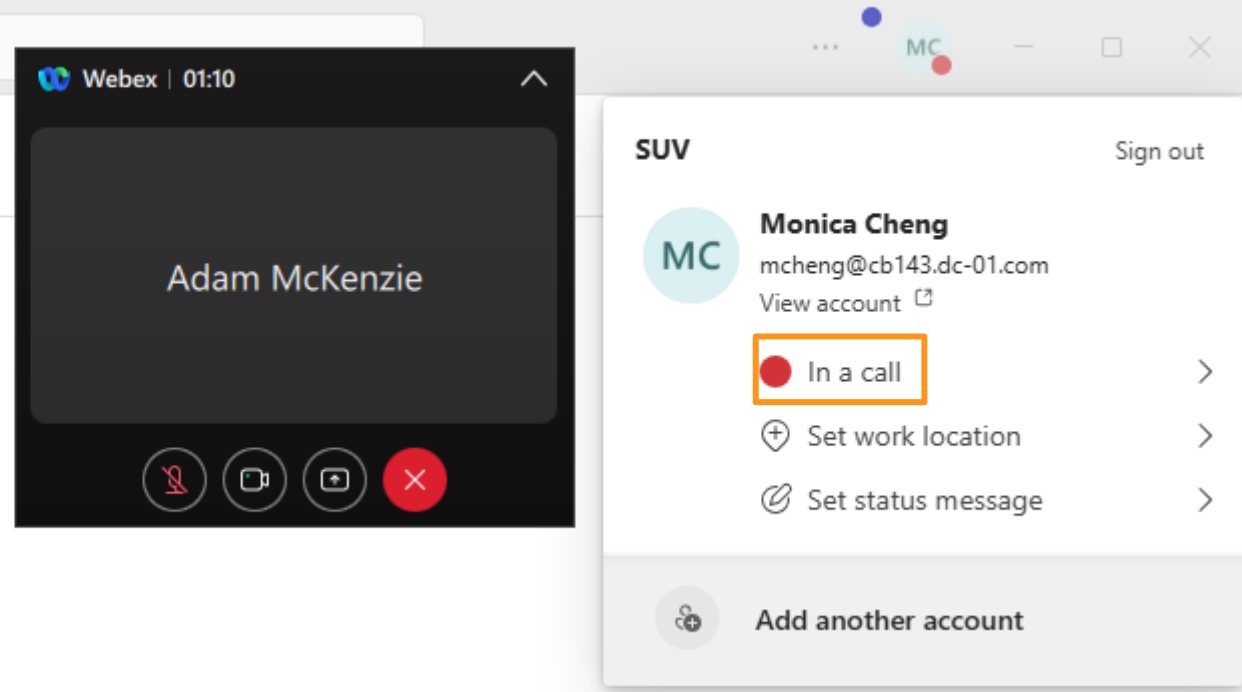 Webex | 01:10
Adam McKenzie
MC
SUV
Sign out
MC
Monica Cheng
mcheng@cb143.dc-01.com
View account
In a call
Set work location
Set status message
Add another account